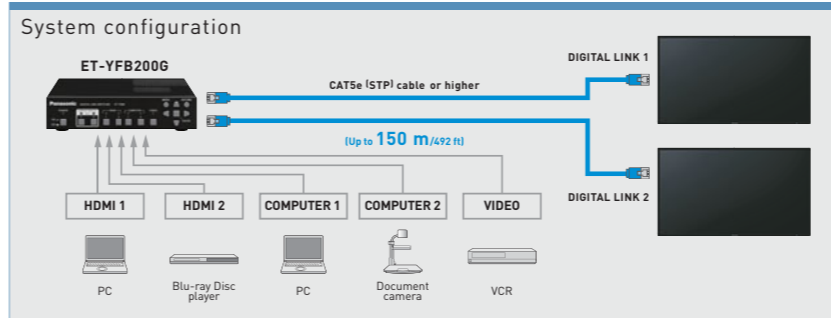 System configuration
ET-YFB200G
Panasonic
CAT5e (STP) cable or higher
DIGITAL LINK 1
(Up to 150 m/492 ft)
DIGITAL LINK 2
HDMI 1
HDMI 2
COMPUTER 1
COMPUTER 2
VIDEO
PC
Blu-ray Disc
player
PC
Document
camera
VCR